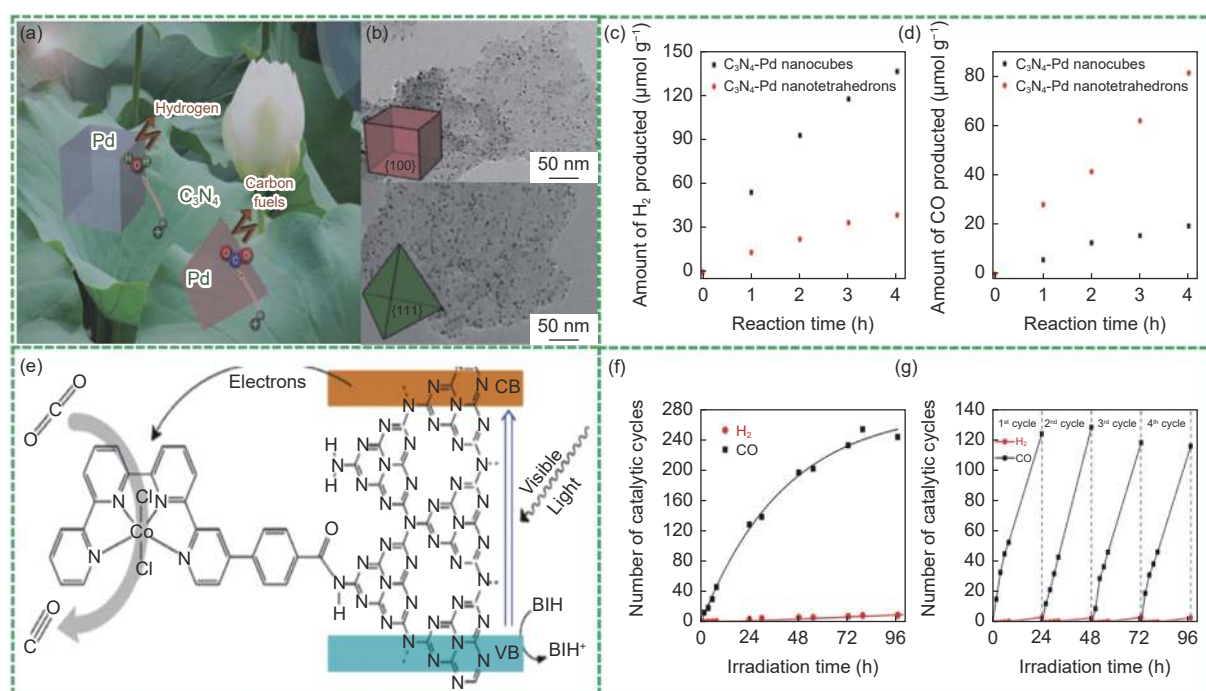 (a)
Hydrogen
Pd
H
H
O
C₃N₄
Carbon
fuels
O
C
O
Pd
(b)
{100}
50 nm
{111}
50 nm
(c)
Amount of H₂ producted (μmol g⁻¹)
150
120
90
60
30
0
C₃N₄−Pd nanocubes
C₃N₄−Pd nanotetrahedrons
0 1 2 3 4
Reaction time (h)
(d)
Amount of CO producted (μmol g⁻¹)
80
60
40
20
0
C₃N₄−Pd nanocubes
C₃N₄−Pd nanotetrahedrons
0 1 2 3 4
Reaction time (h)
(e)
Electrons
CB
O
C
O
Cl
Co
Cl
N
N
N
N
O
N
H
H
N
H
Visible
Light
BIH
BIH⁺
VB
C
O
(f)
Number of catalytic cycles
280
240
200
160
120
80
40
0
H₂
CO
0 24 48 72 96
Irradiation time (h)
(g)
Number of catalytic cycles
140
120
100
80
60
40
20
0
1ˢᵗ cycle 2ⁿᵈ cycle 3ʳᵈ cycle 4ᵗʰ cycle
H₂
CO
0 24 48 72 96
Irradiation time (h)